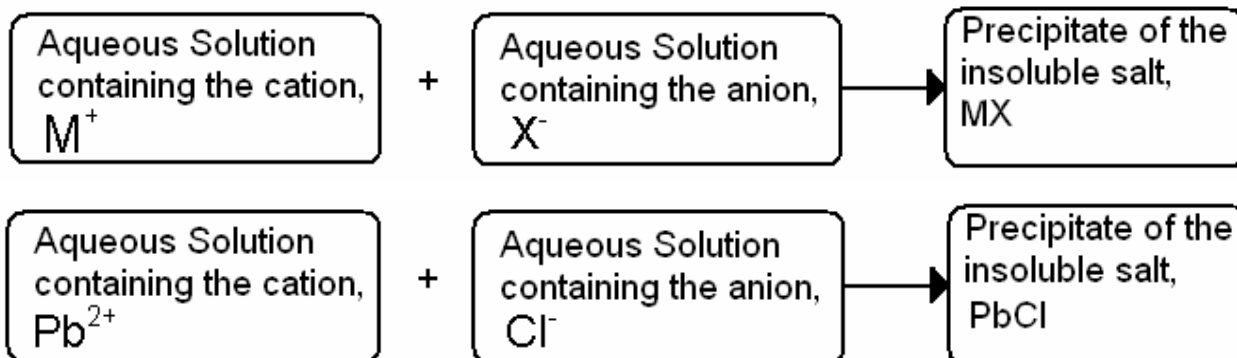 Aqueous Solution
containing the cation,
M⁺
+
Aqueous Solution
containing the anion,
X⁻
Precipitate of the
insoluble salt,
MX
Aqueous Solution
containing the cation,
Pb²⁺
+
Aqueous Solution
containing the anion,
Cl⁻
Precipitate of the
insoluble salt,
PbCl